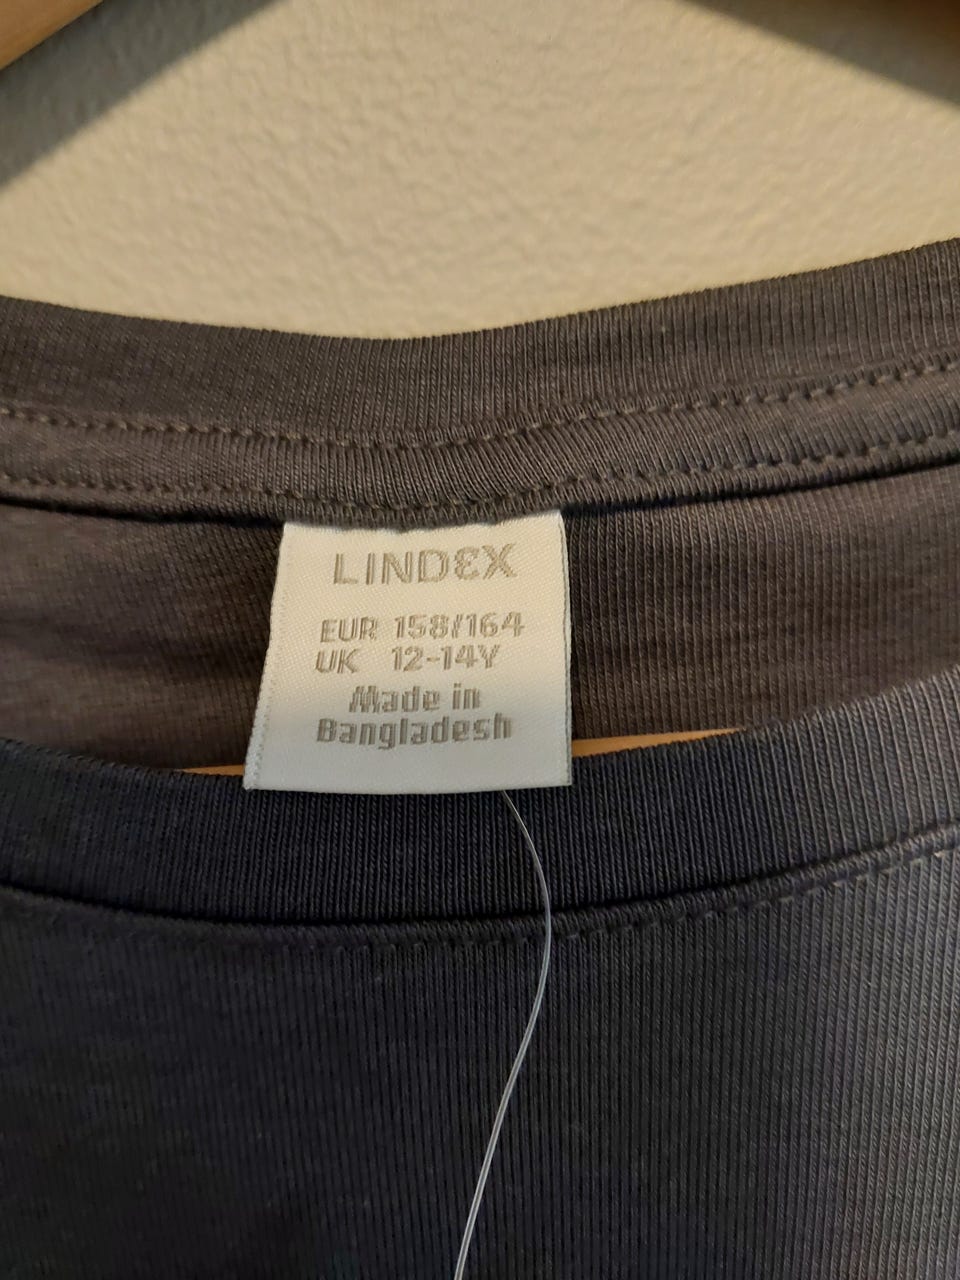 LINDEX
EUR 158/164
UK 12-14Y
Made in
Bangladesh